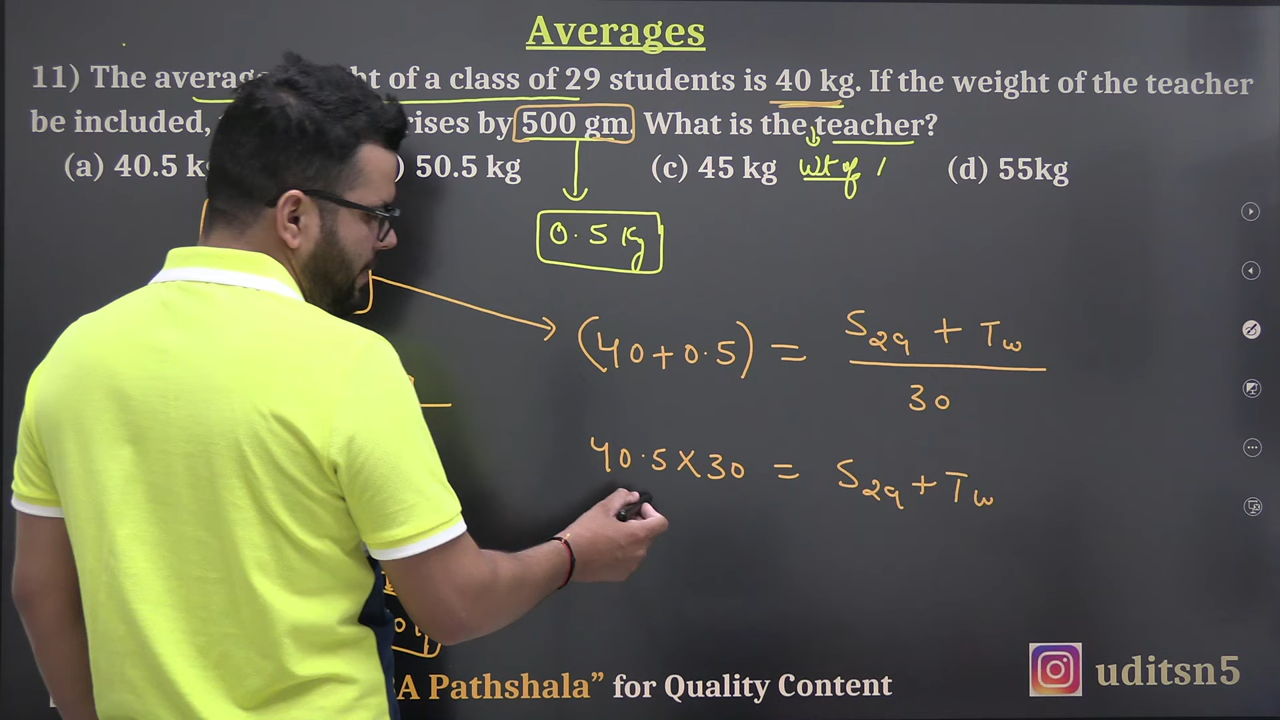 Averages
11) The average of a class of 29 students is 40 kg. If the weight of the teacher
be included, rises by 500 gm. What is the teacher?
(a) 40.5 k ) 50.5 kg (c) 45 kg wt of (d) 55kg
0.5 Kg
(40+0.5) = S29 + Tw
30
40.5×30 = S29 + Tw
A Pathshala” for Quality Content
uditsn5